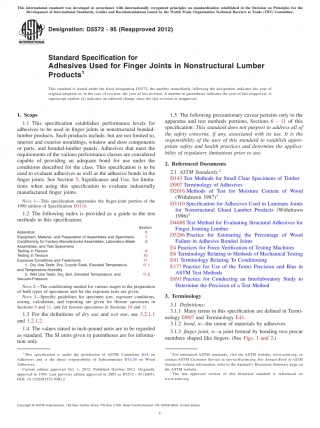 This international standard was developed in accordance with internationally recognized principles on standardization established in the Decision on Principles for the
Development of International Standards, Guides and Recommendations issued by the World Trade Organization Technical Barriers to Trade (TBT) Committee.
Designation: D5572 − 95 (Reapproved 2012)
Standard Specification for
Adhesives Used for Finger Joints in Nonstructural Lumber
Products1
This standard is issued under the fixed designation D5572; the number immediately following the designation indicates the year of
original adoption or, in the case of revision, the year of last revision. A number in parentheses indicates the year of last reapproval. A
superscript epsilon (´) indicates an editorial change since the last revision or reapproval.
1. Scope
1.1 This specification establishes performance levels for
adhesives to be used in finger joints in nonstructural bonded-
lumber products. Such products include, but are not limited to,
interior and exterior mouldings, window and door components
or parts, and bonded-lumber panels. Adhesives that meet the
requirements of the various performance classes are considered
capable of providing an adequate bond for use under the
conditions described for the class. This specification is to be
used to evaluate adhesives as well as the adhesive bonds in the
finger joints. See Section 5, Significance and Use, for limita-
tions when using this specification to evaluate industrially
manufactured finger joints.
NOTE 1—This specification supersedes the finger-joint portion of the
1990 edition of Specification D3110.
1.2 The following index is provided as a guide to the test
methods in this specification:
Section
Apparatus 6
Equipment, Material, and Preparation of Assemblies and Specimens 7
Conditioning for Factory-Manufactured Assemblies, Laboratory-Made 8
Assemblies, and Test Specimens
Testing in Flexure 9
Testing in Tension 10
Exposure Conditions and Treatments 11
1. Dry Use Tests: Dry, 3-cycle Soak, Elevated Temperature, 11.1
and Temperature-Humidity
2. Wet Use Tests: Dry, Boil, Elevated Temperature, and 11.2
Vacuum-Pressure
NOTE 2—The conditioning needed for various stages in the preparation
of both types of specimens and for the exposure tests are given.
NOTE 3—Specific guidelines for specimen size, exposure conditions,
testing, calculation, and reporting are given for flexure specimens in
Sections 9 and 11, and for tension specimens in Sections 10 and 11.
1.3 For the definitions of dry use and wet use, see 3.2.1.1
and 3.2.1.2.
1.4 The values stated in inch-pound units are to be regarded
as standard. The SI units given in parentheses are for informa-
tion only.
1.5 The following precautionary caveat pertains only to the
apparatus and test methods portions, Sections 6 – 11 of this
specification: This standard does not purport to address all of
the safety concerns, if any, associated with its use. It is the
responsibility of the user of this standard to establish appro-
priate safety and health practices and determine the applica-
bility of regulatory limitations prior to use.
2. Referenced Documents
2.1 ASTM Standards:2
D143 Test Methods for Small Clear Specimens of Timber
D907 Terminology of Adhesives
D2016 Methods of Test for Moisture Content of Wood
(Withdrawn 1987)3
D3110 Specification for Adhesives Used in Laminate Joints
for Nonstructural Glued Lumber Products (Withdrawn
1996)3
D4688 Test Method for Evaluating Structural Adhesives for
Finger Jointing Lumber
D5266 Practice for Estimating the Percentage of Wood
Failure in Adhesive Bonded Joints
E4 Practices for Force Verification of Testing Machines
E6 Terminology Relating to Methods of Mechanical Testing
E41 Terminology Relating To Conditioning
E177 Practice for Use of the Terms Precision and Bias in
ASTM Test Methods
E691 Practice for Conducting an Interlaboratory Study to
Determine the Precision of a Test Method
3. Terminology
3.1 Definitions:
3.1.1 Many terms in this specification are defined in Termi-
nology D907 and Terminology E41.
3.1.2 bond, n—the union of materials by adhesives.
3.1.3 finger joint, n—a joint formed by bonding two precut
members shaped like fingers. (See Figs. 1 and 2.)
1 This specification is under the jurisdiction of ASTM Committee D14 on
Adhesives and is the direct responsibility of Subcommittee D14.30 on Wood
Adhesives.
Current edition approved Oct. 1, 2012. Published October 2012. Originally
approved in 1994. Last previous edition approved in 2005 as D5572 – 95 (2005).
DOI: 10.1520/D5572-95R12.
2 For referenced ASTM standards, visit the ASTM website, www.astm.org, or
contact ASTM Customer Service at service@astm.org. For Annual Book of ASTM
Standards volume information, refer to the standard's Document Summary page on
the ASTM website.
3 The last approved version of this historical standard is referenced on
www.astm.org.
Copyright © ASTM International, 100 Barr Harbor Drive, PO Box C700, West Conshohocken, PA 19428-2959. United States
1